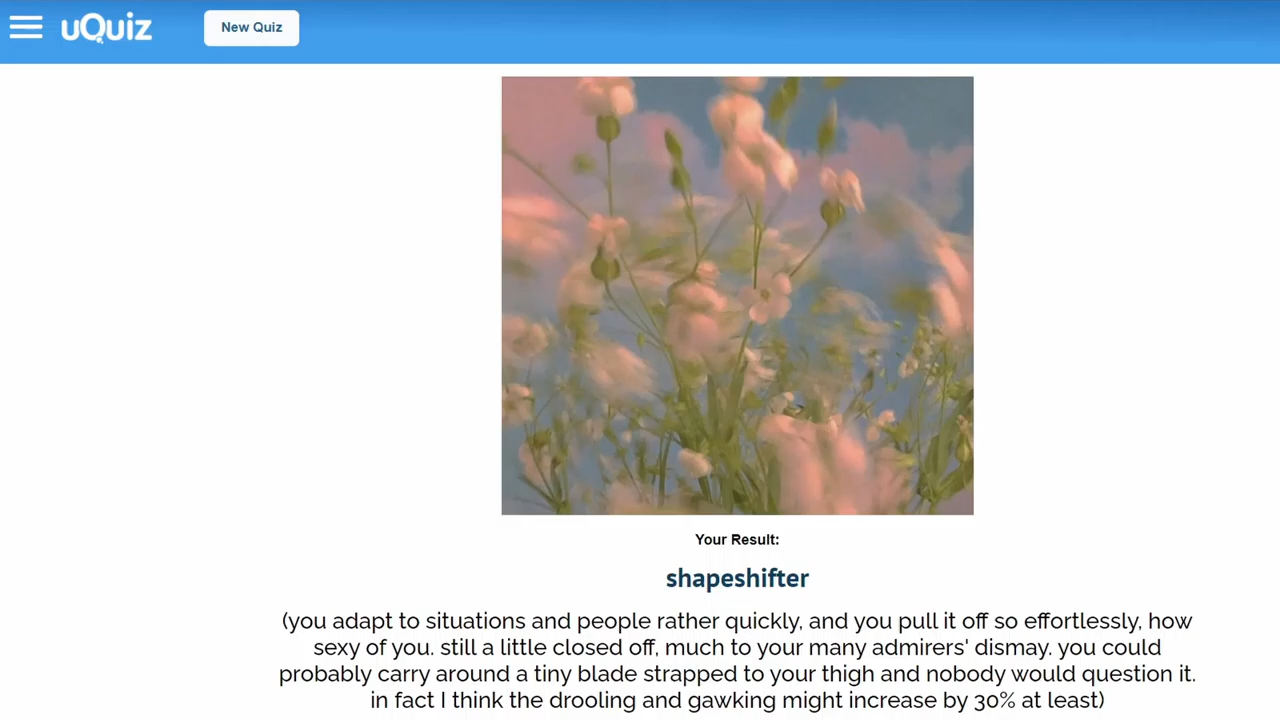 uQuiz
New Quiz
Your Result:
shapeshifter
(you adapt to situations and people rather quickly, and you pull it off so effortlessly, how
sexy of you. still a little closed off, much to your many admirers' dismay. you could
probably carry around a tiny blade strapped to your thigh and nobody would question it.
in fact I think the drooling and gawking might increase by 30% at least)